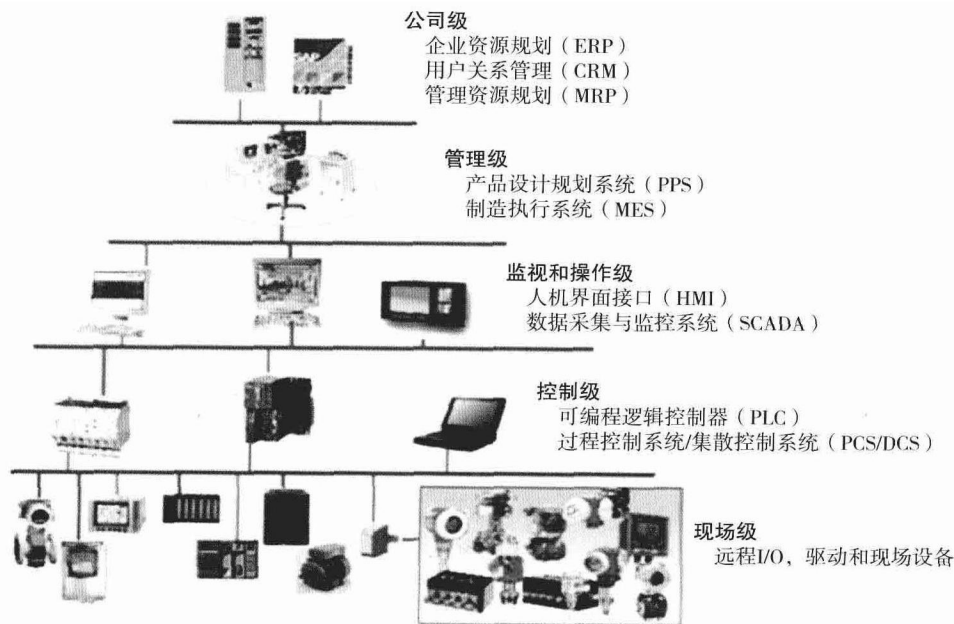 公司级
企业资源规划（ERP）
用户关系管理（CRM）
管理资源规划（MRP）
SAP
管理级
产品设计规划系统（PPS）
制造执行系统（MES）
监视和操作级
人机界面接口（HMI）
数据采集与监控系统（SCADA）
控制级
可编程逻辑控制器（PLC）
过程控制系统/集散控制系统（PCS/DCS）
现场级
远程I/O，驱动和现场设备